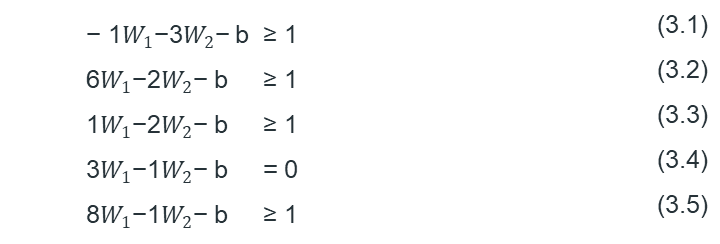 − 1W₁−3W₂− b ≥ 1 (3.1)
6W₁−2W₂− b ≥ 1 (3.2)
1W₁−2W₂− b ≥ 1 (3.3)
3W₁−1W₂− b = 0 (3.4)
8W₁−1W₂− b ≥ 1 (3.5)